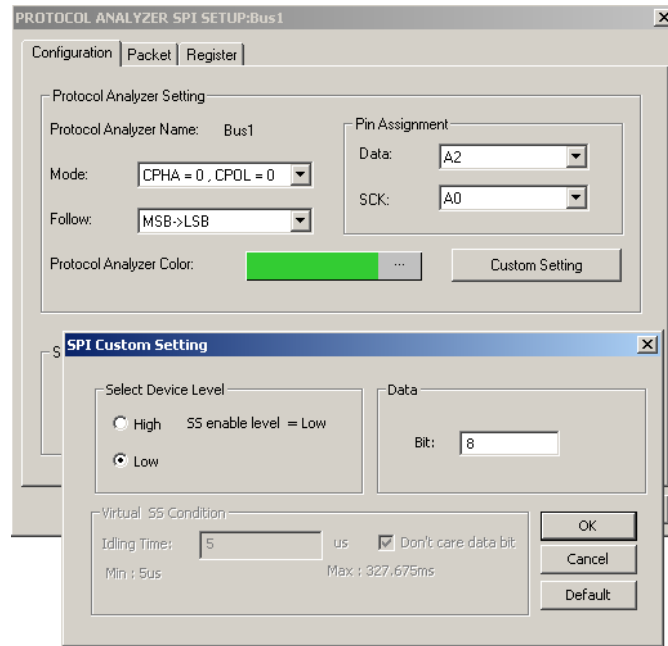 PROTOCOL ANALYZER SPI SETUP:Bus1
Configuration
Packet
Register
Protocol Analyzer Setting
Protocol Analyzer Name: Bus1
Mode: CPHA = 0 , CPOL = 0
Follow: MSB->LSB
Protocol Analyzer Color: ...
Pin Assignment
Data: A2
SCK: A0
Custom Setting
S
SPI Custom Setting
Select Device Level
High SS enable level = Low
Low
Data
Bit: 8
Virtual SS Condition
Idling Time: 5 us Don't care data bit
Min : 5us Max : 327.675ms
OK
Cancel
Default